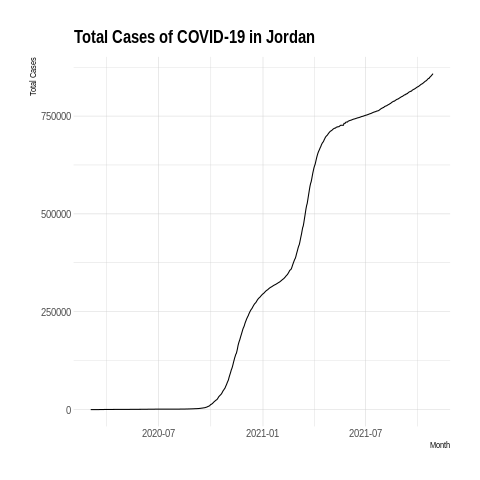 Total Cases of COVID-19 in Jordan
Total Cases
750000
500000
250000
0
2020-07
2021-01
2021-07
Month